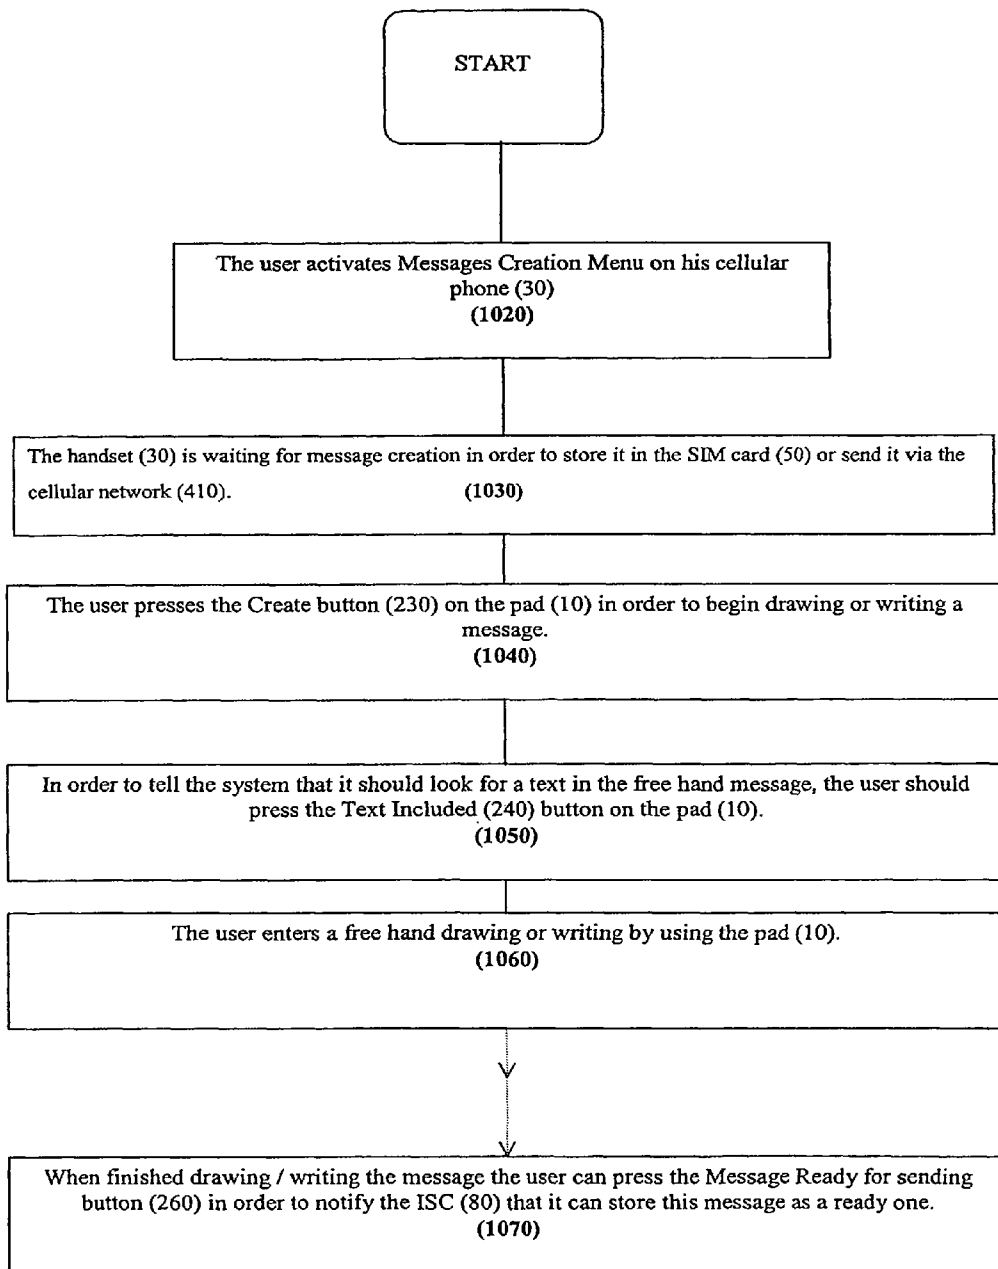 START
The user activates Messages Creation Menu on his cellular
phone (30)
(1020)
The handset (30) is waiting for message creation in order to store it in the SIM card (50) or send it via the
cellular network (410). (1030)
The user presses the Create button (230) on the pad (10) in order to begin drawing or writing a
message.
(1040)
In order to tell the system that it should look for a text in the free hand message, the user should
press the Text Included (240) button on the pad (10).
(1050)
The user enters a free hand drawing or writing by using the pad (10).
(1060)
When finished drawing / writing the message the user can press the Message Ready for sending
button (260) in order to notify the ISC (80) that it can store this message as a ready one.
(1070)